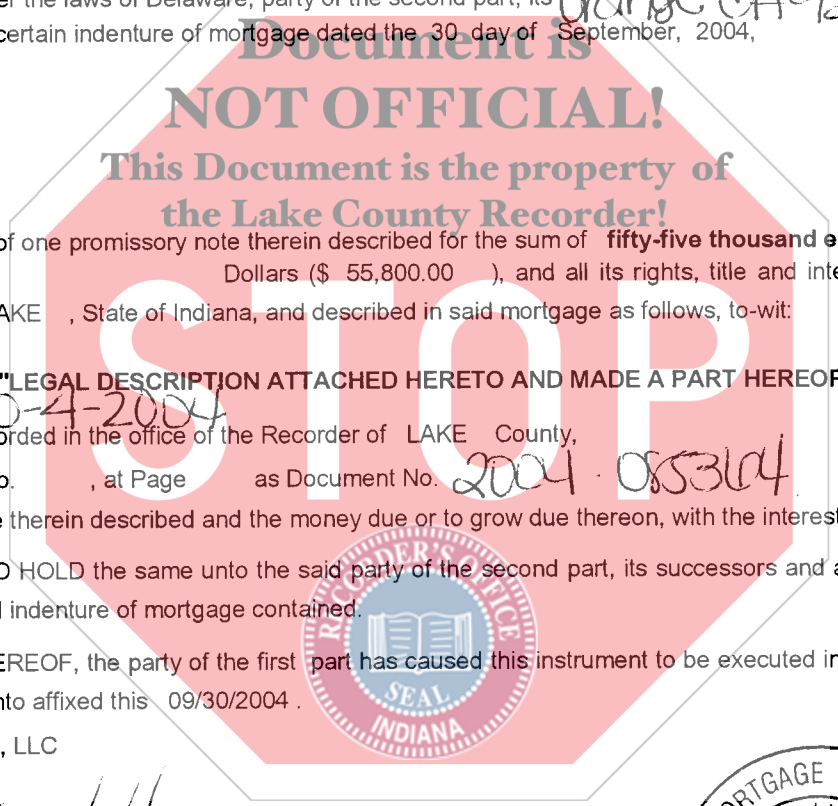 er the laws of Delaware, party of the second part, its Orange CA
certain indenture of mortgage dated the 30 day of September, 2004,
Document is
NOT OFFICIAL!
This Document is the property of
the Lake County Recorder!
of one promissory note therein described for the sum of fifty-five thousand e
Dollars ($ 55,800.00 ), and all its rights, title and inte
AKE , State of Indiana, and described in said mortgage as follows, to-wit:
STOP
"LEGAL DESCRIPTION ATTACHED HERETO AND MADE A PART HEREOF
0-4-2004
orded in the office of the Recorder of LAKE County,
o. , at Page as Document No. 2004 · 085364
e therein described and the money due or to grow due thereon, with the interest
O HOLD the same unto the said party of the second part, its successors and a
d indenture of mortgage contained.
RECORDER'S OFFICE
SEAL
INDIANA
EREOF, the party of the first part has caused this instrument to be executed in
nto affixed this 09/30/2004 .
, LLC
ORTGAGE